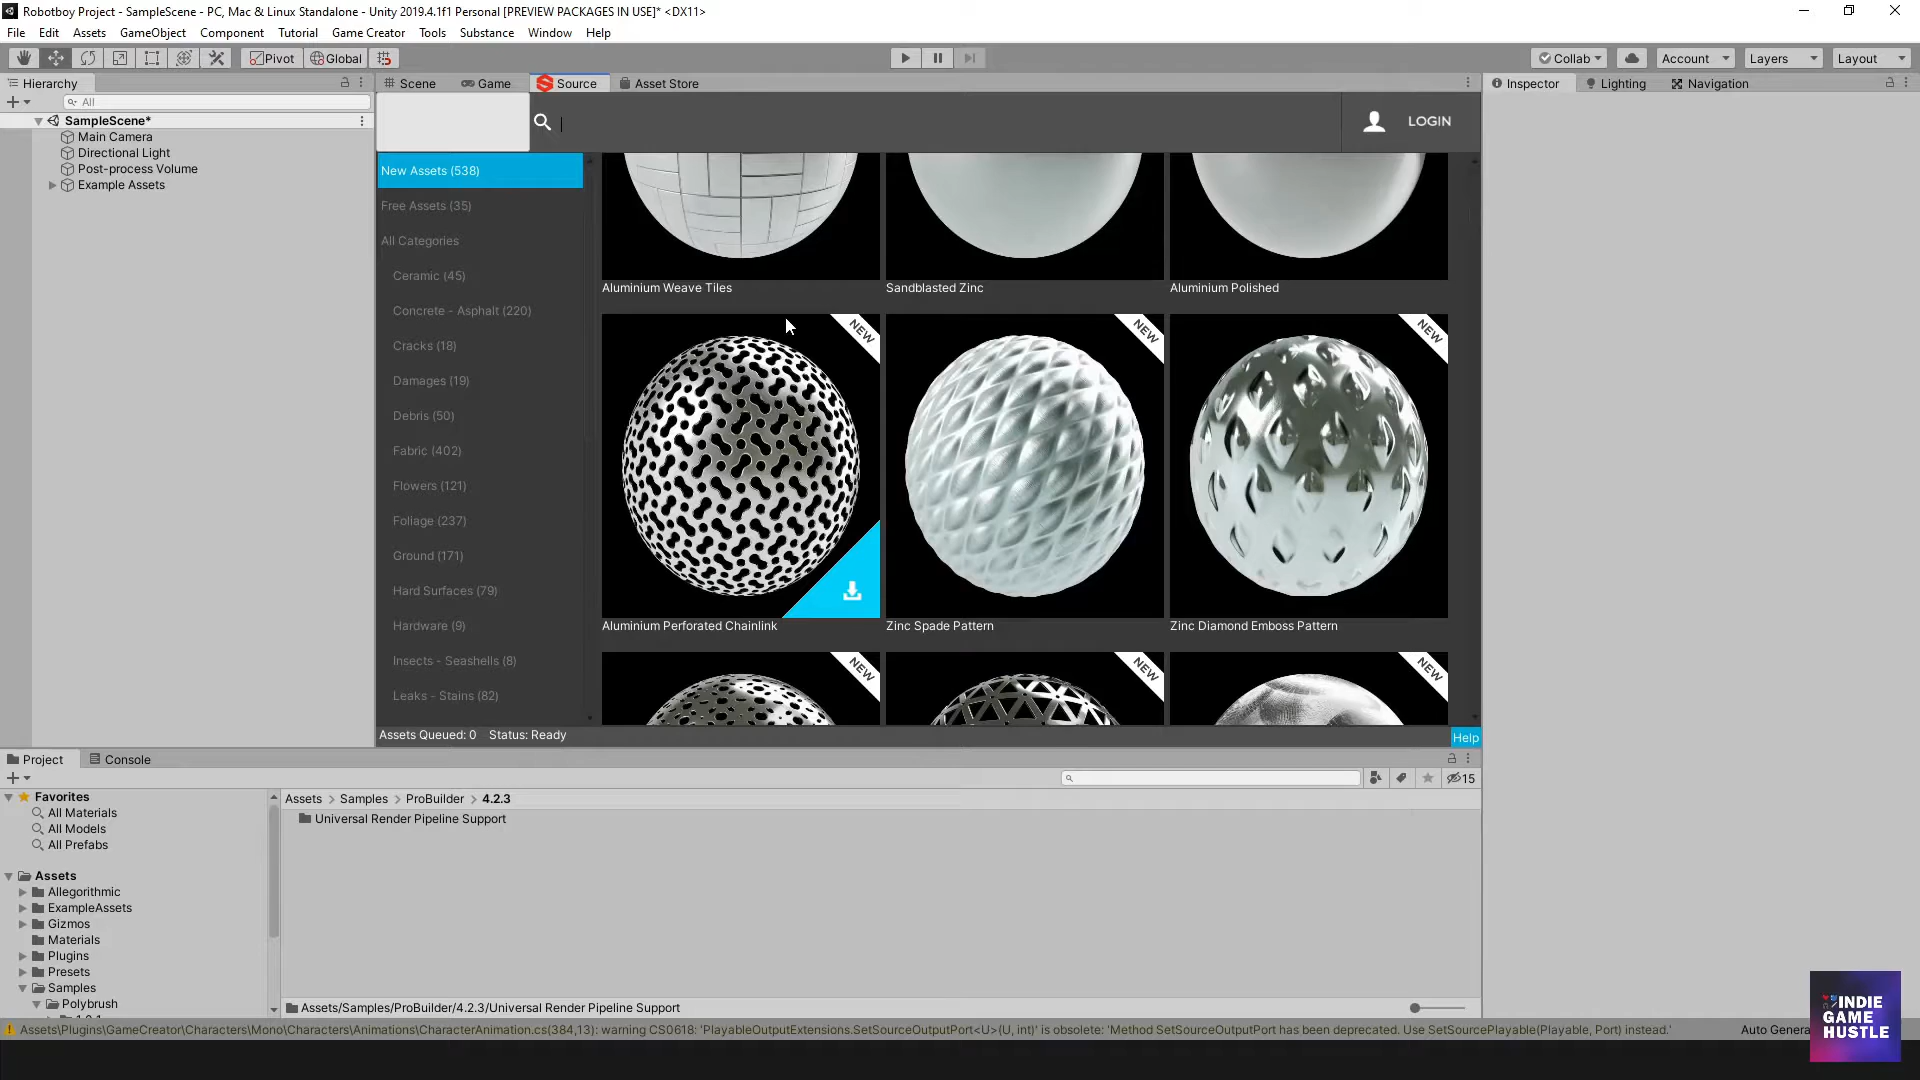 Robotboy Project - SampleScene - PC, Mac & Linux Standalone - Unity 2019.4.1f1 Personal [PREVIEW PACKAGES IN USE]* <DX11>
File Edit Assets GameObject Component Tutorial Game Creator Tools Substance Window Help
Pivot Global Collab Account Layers Layout
Hierarchy Scene Game Source Asset Store Inspector Lighting Navigation
All
SampleScene*
Main Camera
Directional Light
Post-process Volume
Example Assets
LOGIN
New Assets (538)
Free Assets (35)
All Categories
Ceramic (45)
Concrete - Asphalt (220)
Cracks (18)
Damages (19)
Debris (50)
Fabric (402)
Flowers (121)
Foliage (237)
Ground (171)
Hard Surfaces (79)
Hardware (9)
Insects - Seashells (8)
Leaks - Stains (82)
Aluminium Weave Tiles Sandblasted Zinc Aluminium Polished
NEW NEW NEW
Aluminium Perforated Chainlink Zinc Spade Pattern Zinc Diamond Emboss Pattern
NEW NEW NEW
Assets Queued: 0 Status: Ready
Help
Project Console
15
Favorites
All Materials
All Models
All Prefabs
Assets
Allegorithmic
ExampleAssets
Gizmos
Materials
Plugins
Presets
Samples
Polybrush
Assets > Samples > ProBuilder > 4.2.3
Universal Render Pipeline Support
Assets/Samples/ProBuilder/4.2.3/Universal Render Pipeline Support
Assets\Plugins\GameCreator\Characters\Mono\Characters\Animations\CharacterAnimation.cs(384,13): warning CS0618: 'PlayableOutputExtensions.SetSourceOutputPort<U>(U, int)' is obsolete: 'Method SetSourceOutputPort has been deprecated. Use SetSourcePlayable(Playable, Port) instead.'
Auto Genera
INDIE
GAME
HUSTLE